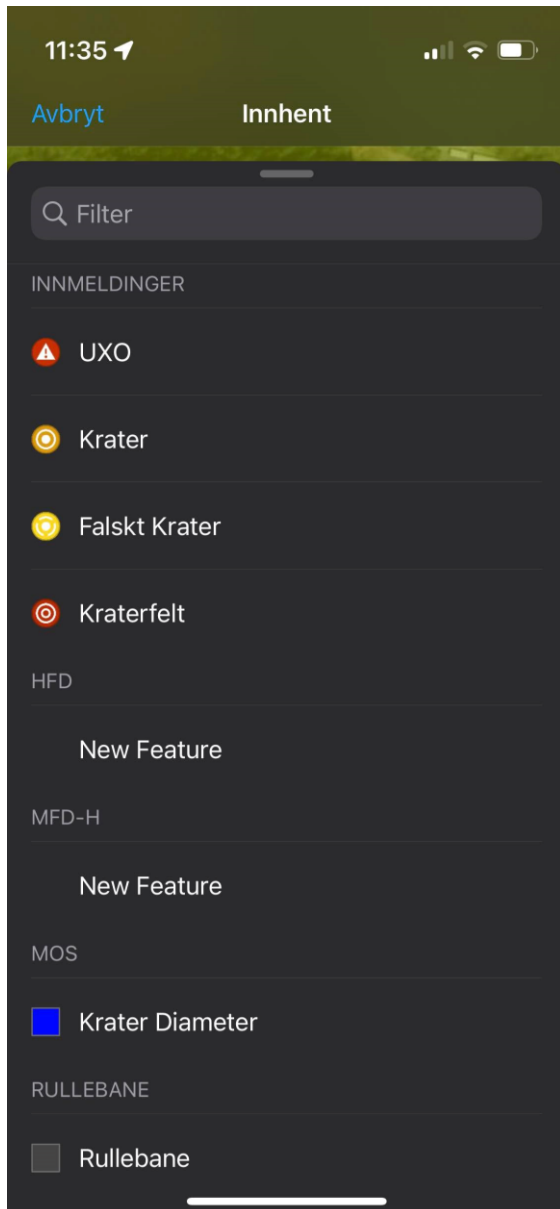 11:35
Avbryt
Innhent
Filter
INNMELDINGER
UXO
Krater
Falskt Krater
Kraterfelt
HFD
New Feature
MFD-H
New Feature
MOS
Krater Diameter
RULLEBANE
Rullebane